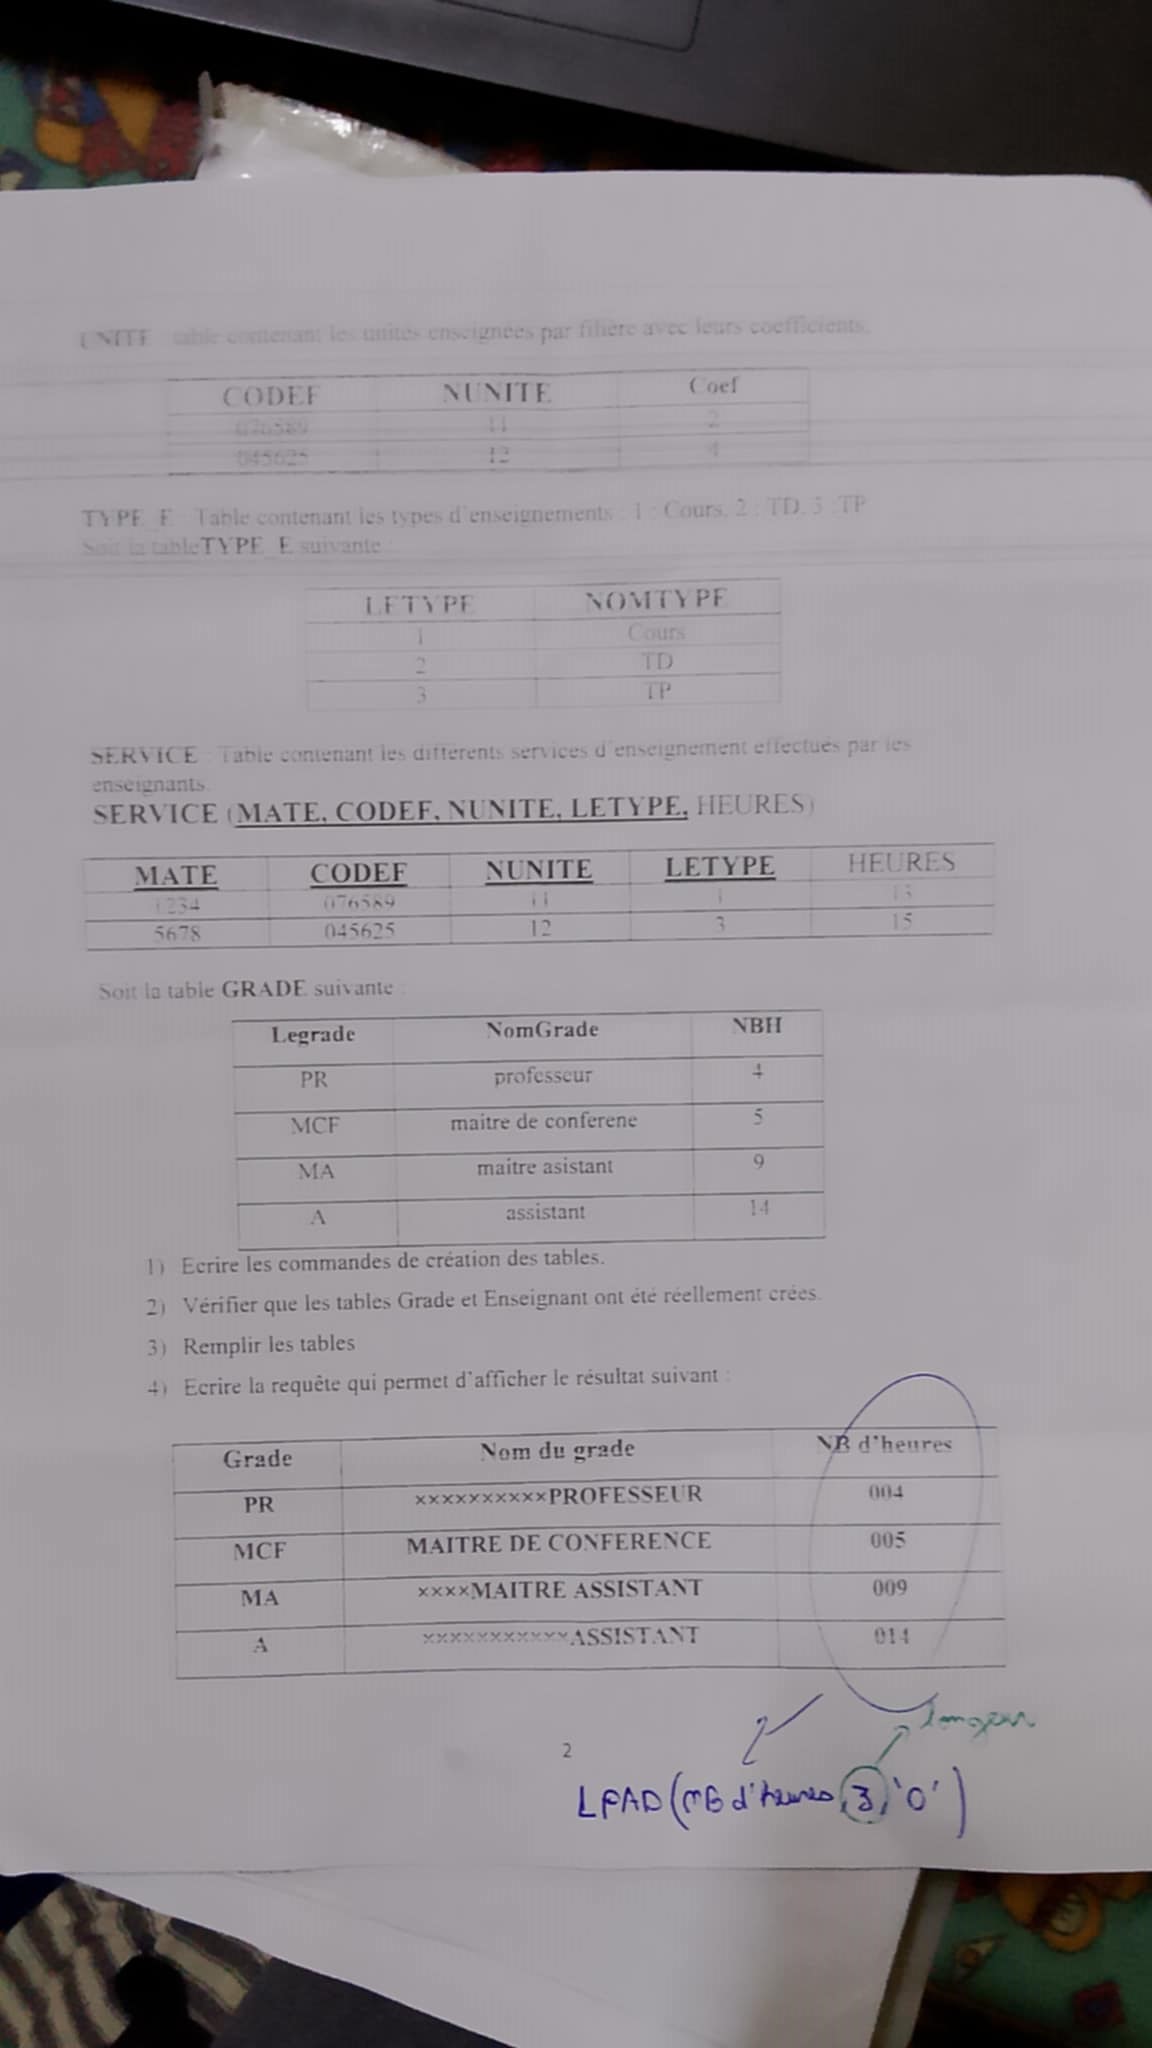 UNITE : table contenant les unités enseignées par filière avec leurs coefficients.
CODEF NUNITE Coef
076589 11 2
045625 12 4
TYPE_E : Table contenant les types d'enseignements : 1 : Cours, 2 : TD, 3 :TP
Soit la tableTYPE_E suivante :
LETYPE NOMTYPE
1 Cours
2 TD
3 TP
SERVICE : Table contenant les différents services d'enseignement effectués par les
enseignants.
SERVICE (MATE, CODEF, NUNITE, LETYPE, HEURES)
MATE CODEF NUNITE LETYPE HEURES
1234 076589 11 1 13
5678 045625 12 3 15
Soit la table GRADE suivante :
Legrade NomGrade NBH
PR professeur 4
MCF maitre de conferene 5
MA maitre asistant 9
A assistant 14
1) Ecrire les commandes de création des tables.
2) Vérifier que les tables Grade et Enseignant ont été réellement crées.
3) Remplir les tables
4) Ecrire la requête qui permet d'afficher le résultat suivant :
Grade Nom du grade NB d'heures
PR ××××××××××PROFESSEUR 004
MCF MAITRE DE CONFERENCE 005
MA ××××MAITRE ASSISTANT 009
A ×××××××××××ASSISTANT 014
longeur
2
LPAD(NB d'heures, 3, '0')